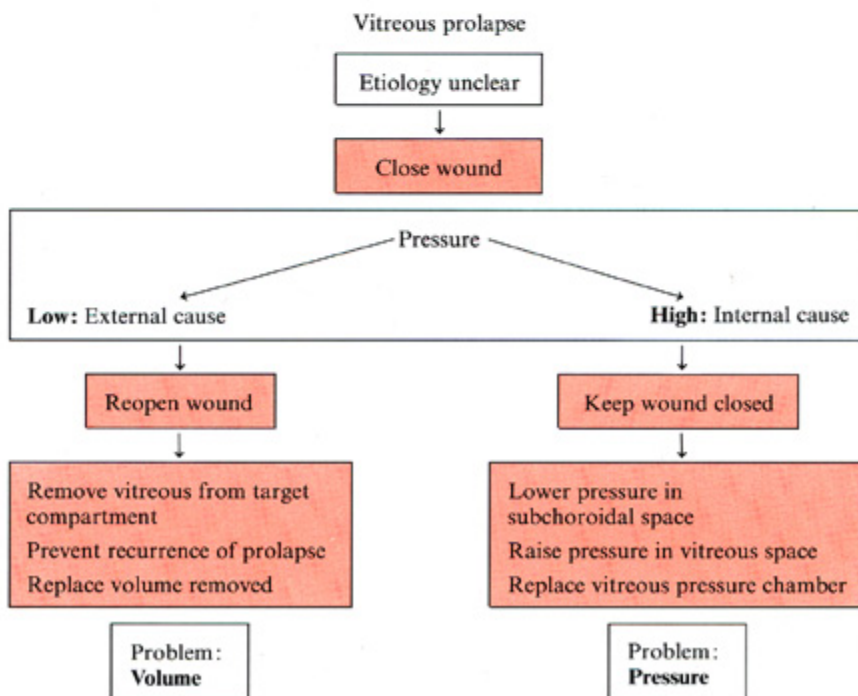 Vitreous prolapse
Etiology unclear
Close wound
Pressure
Low: External cause
High: Internal cause
Reopen wound
Keep wound closed
Remove vitreous from target
compartment
Prevent recurrence of prolapse
Replace volume removed
Lower pressure in
subchoroidal space
Raise pressure in vitreous space
Replace vitreous pressure chamber
Problem:
Volume
Problem:
Pressure